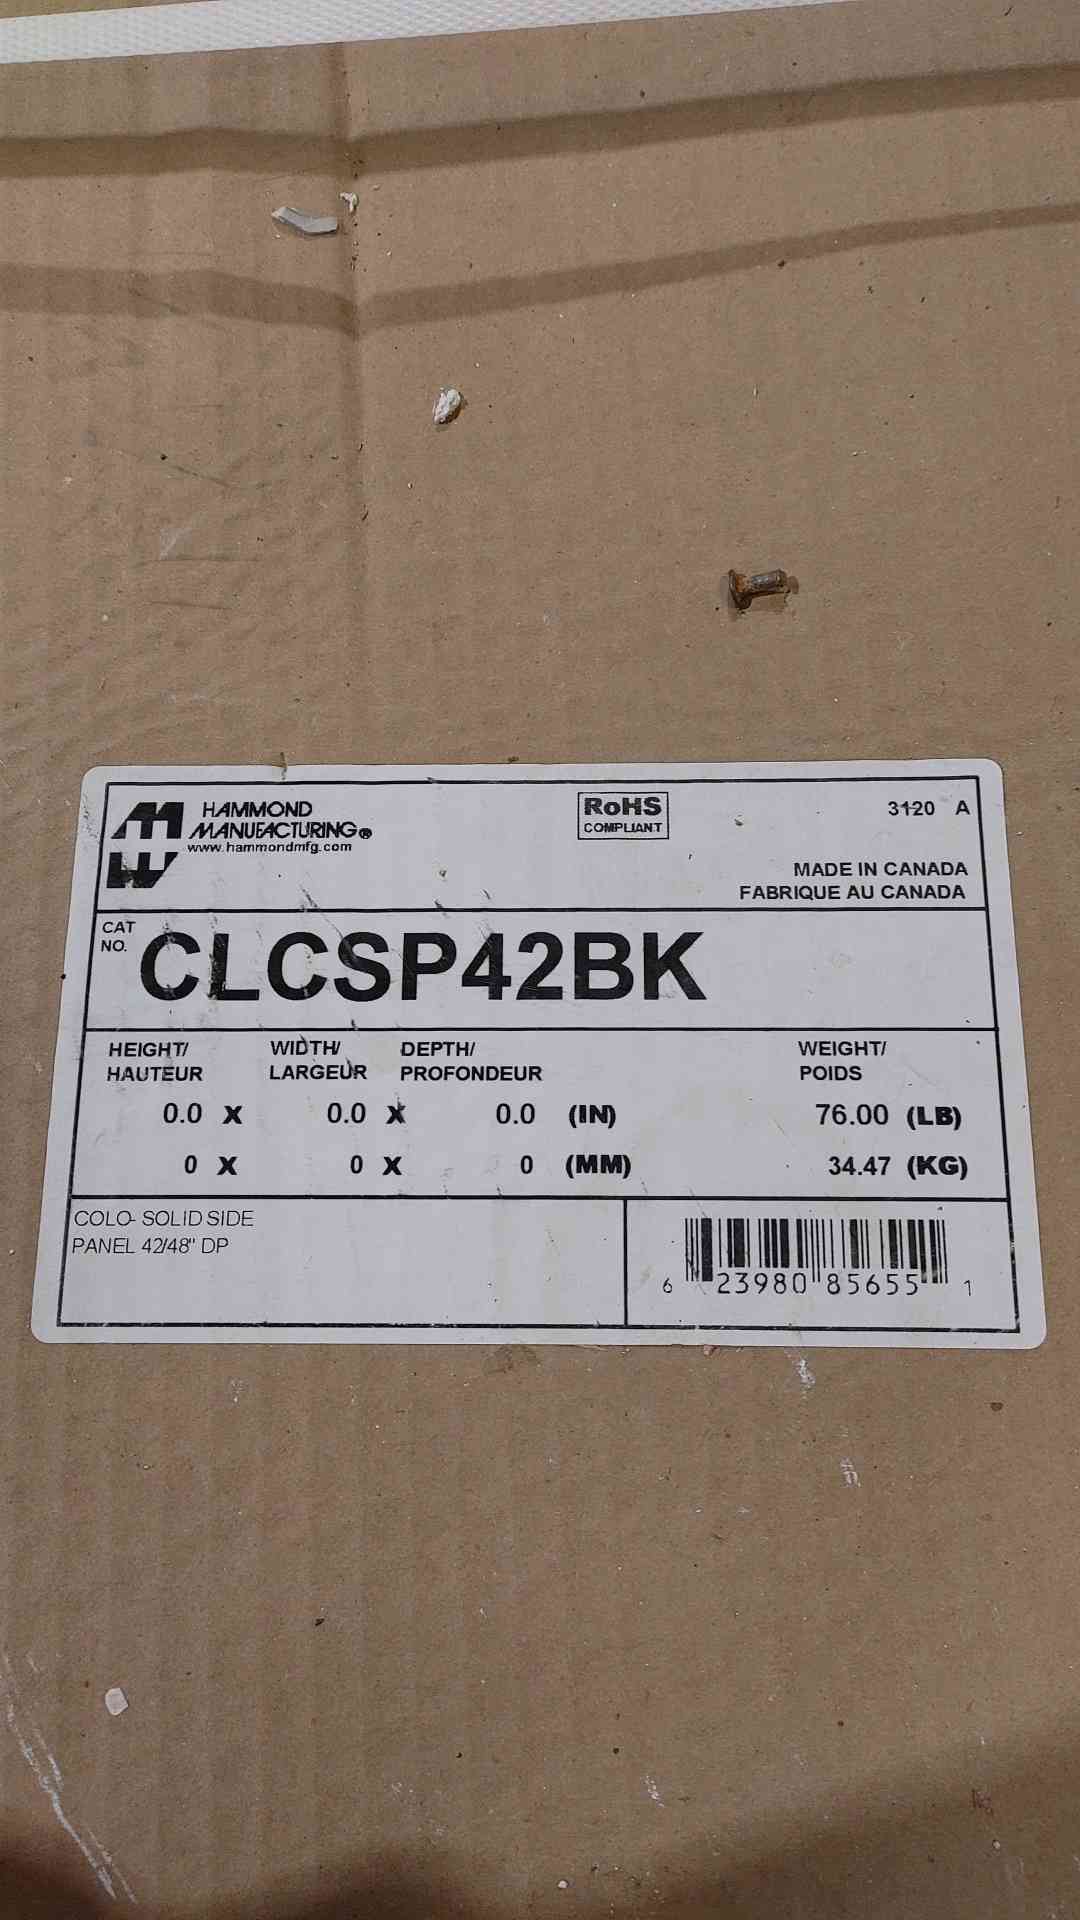 HAMMOND
MANUFACTURING®
www.hammondmfg.com
RoHS
COMPLIANT
3120 A
MADE IN CANADA
FABRIQUE AU CANADA
CAT
NO.
CLCSP42BK
HEIGHT/ WIDTH/ DEPTH/ WEIGHT/
HAUTEUR LARGEUR PROFONDEUR POIDS
0.0 X 0.0 X 0.0 (IN) 76.00 (LB)
0 X 0 X 0 (MM) 34.47 (KG)
COLO- SOLID SIDE
PANEL 42/48" DP
6 23980 85655 1